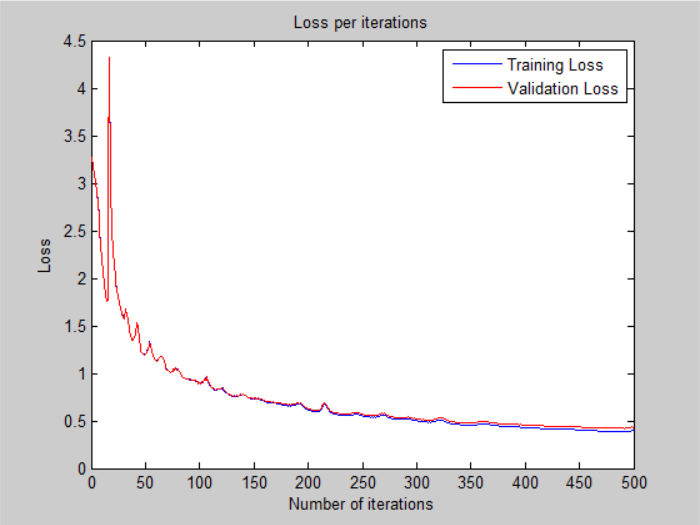 Loss per iterations
Training Loss
Validation Loss
4.5
4
3.5
3
2.5
2
1.5
1
0.5
0
Loss
0 50 100 150 200 250 300 350 400 450 500
Number of iterations